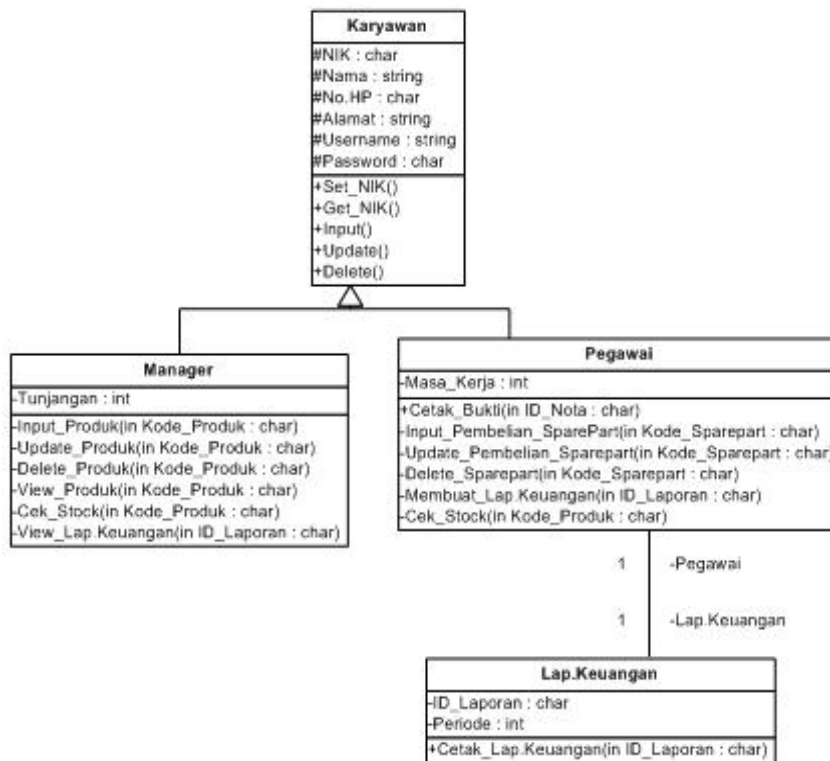 Karyawan
#NIK : char
#Nama : string
#No.HP : char
#Alamat : string
#Username : string
#Password : char
+Set_NIK()
+Get_NIK()
+Input()
+Update()
+Delete()
Manager
-Tunjangan : int
-Input_Produk(in Kode_Produk : char)
-Update_Produk(in Kode_Produk : char)
-Delete_Produk(in Kode_Produk : char)
-View_Produk(in Kode_Produk : char)
-Cek_Stock(in Kode_Produk : char)
-View_Lap.Keuangan(in ID_Laporan : char)
Pegawai
-Masa_Kerja : int
+Cetak_Bukti(in ID_Nota : char)
-Input_Pembelian_SparePart(in Kode_Sparepart : char)
-Update_Pembelian_Sparepart(in Kode_Sparepart : char)
-Delete_Sparepart(in Kode_Sparepart : char)
-Membuat_Lap.Keuangan(in ID_Laporan : char)
-Cek_Stock(in Kode_Produk : char)
1 -Pegawai
1 -Lap.Keuangan
Lap.Keuangan
-ID_Laporan : char
-Periode : int
+Cetak_Lap.Keuangan(in ID_Laporan : char)